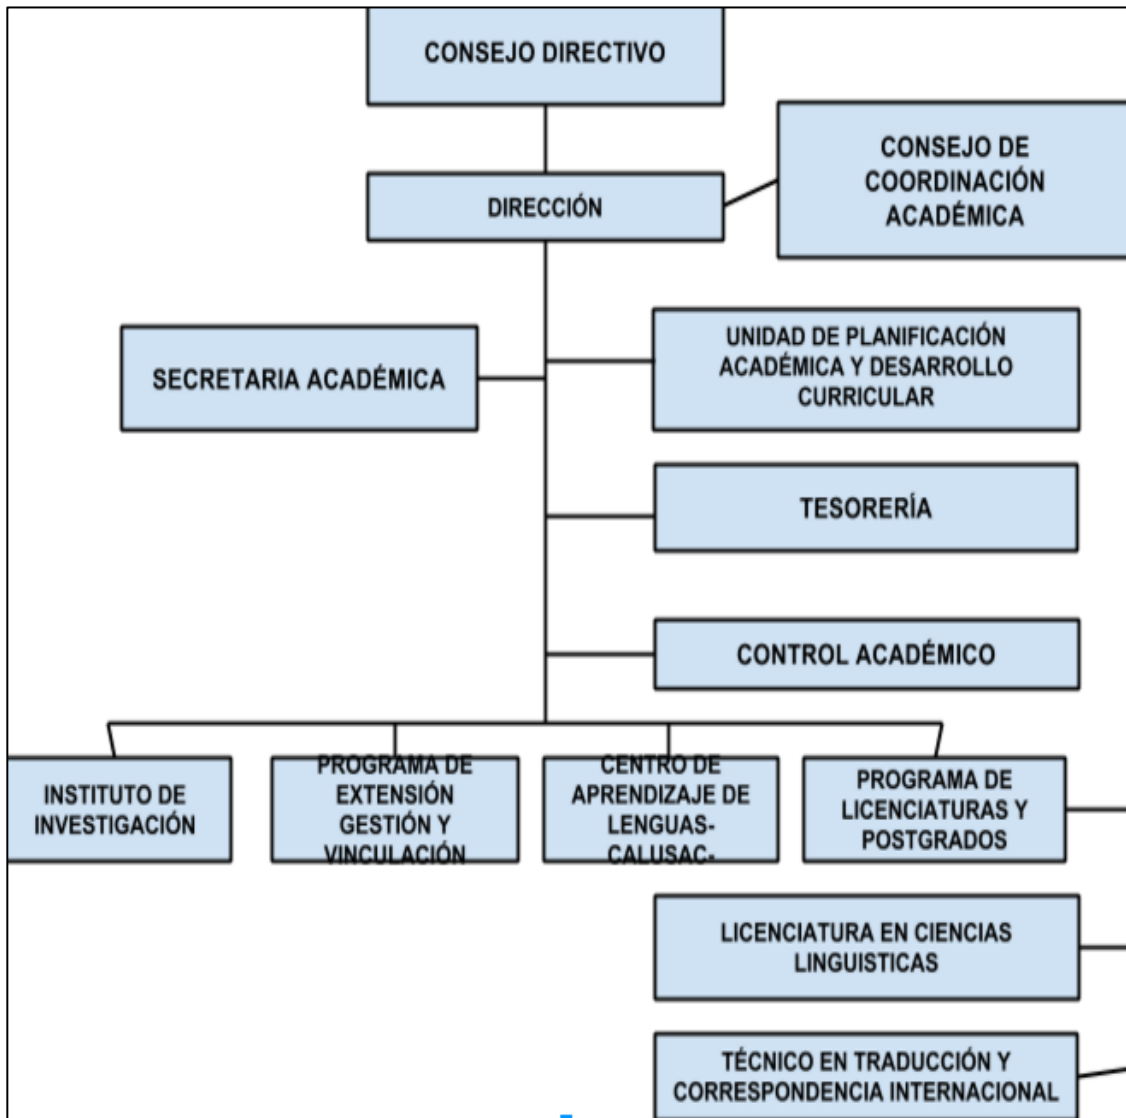 CONSEJO DIRECTIVO
CONSEJO DE
COORDINACIÓN
ACADÉMICA
DIRECCIÓN
SECRETARIA ACADÉMICA
UNIDAD DE PLANIFICACIÓN
ACADÉMICA Y DESARROLLO
CURRICULAR
TESORERÍA
CONTROL ACADÉMICO
INSTITUTO DE
INVESTIGACIÓN
PROGRAMA DE
EXTENSIÓN
GESTIÓN Y
VINCULACIÓN
CENTRO DE
APRENDIZAJE DE
LENGUAS-
CALUSAC-
PROGRAMA DE
LICENCIATURAS Y
POSTGRADOS
LICENCIATURA EN CIENCIAS
LINGUISTICAS
TÉCNICO EN TRADUCCIÓN Y
CORRESPONDENCIA INTERNACIONAL